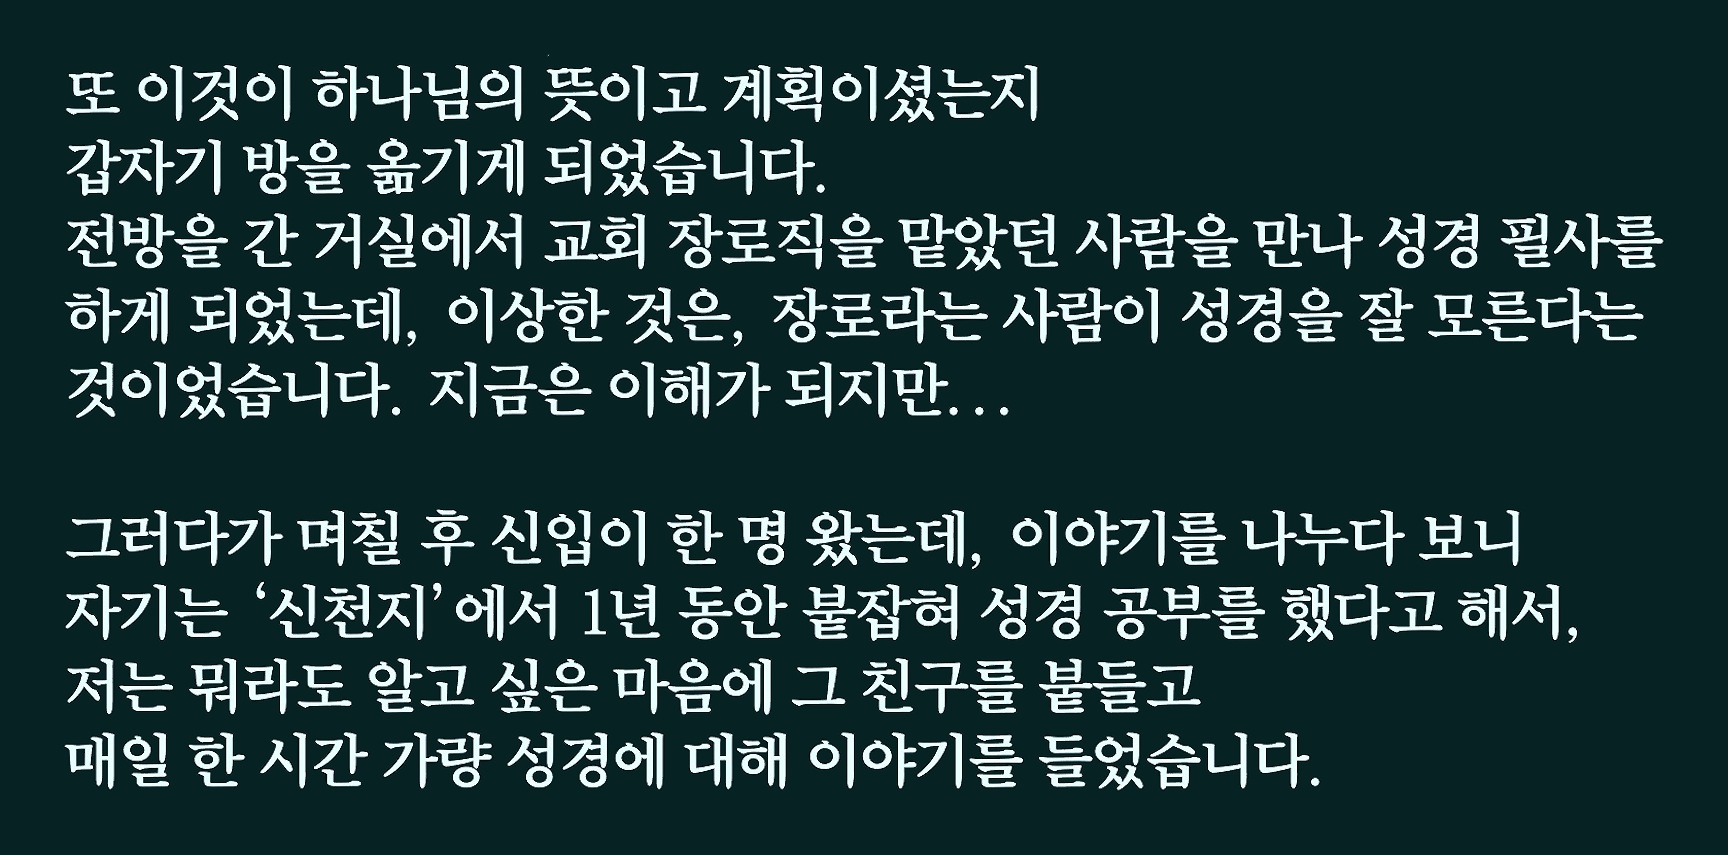 또 이것이 하나님의 뜻이고 계획이셨는지
갑자기 방을 옮기게 되었습니다.
전방을 간 거실에서 교회 장로직을 맡았던 사람을 만나 성경 필사를
하게 되었는데, 이상한 것은, 장로라는 사람이 성경을 잘 모른다는
것이었습니다. 지금은 이해가 되지만...
그러다가 며칠 후 신입이 한 명 왔는데, 이야기를 나누다 보니
자기는 ‘신천지’에서 1년 동안 붙잡혀 성경 공부를 했다고 해서,
저는 뭐라도 알고 싶은 마음에 그 친구를 붙들고
매일 한 시간 가량 성경에 대해 이야기를 들었습니다.